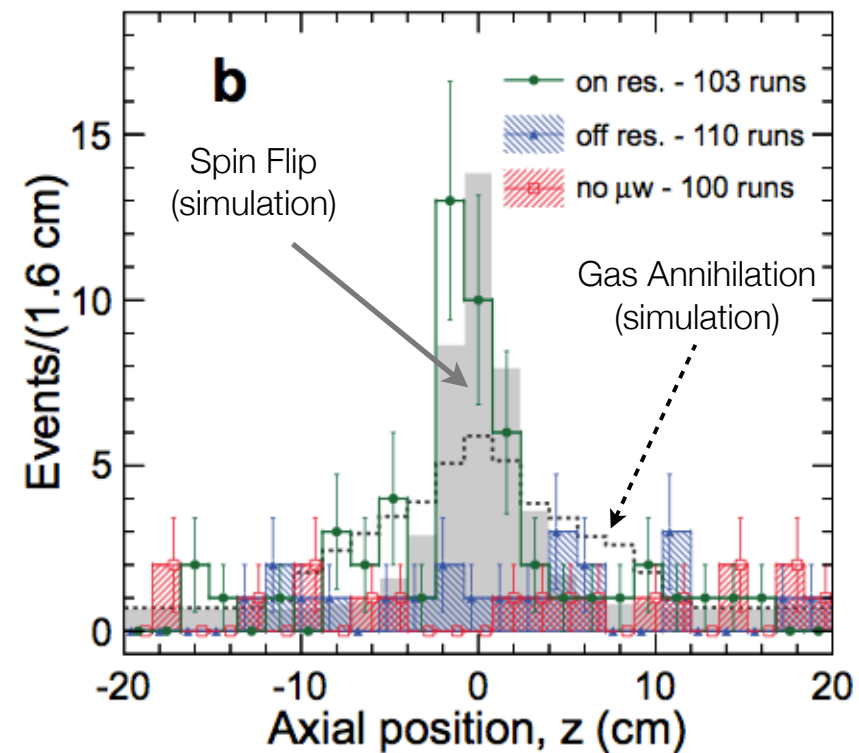 b
on res. - 103 runs
off res. - 110 runs
no μw - 100 runs
Spin Flip
(simulation)
Gas Annihilation
(simulation)
Events/(1.6 cm)
15
10
5
0
-20
-10
0
10
20
Axial position, z (cm)